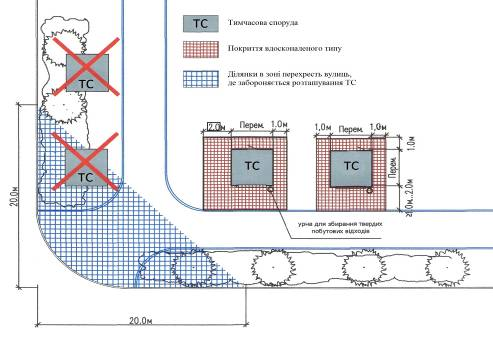 ТС
Тимчасова споруда
Покриття вдосконаленого типу
Ділянки в зоні перехресть вулиць,
де забороняється розташування ТС
ТС
ТС
2.0м Перем. 1.0м
1,0м 1,0м
Перем.
1.0м
Перем.
2.0м
ТС
ТС
урна для збирання твердих
побутових відходів
20.0м
20.0м